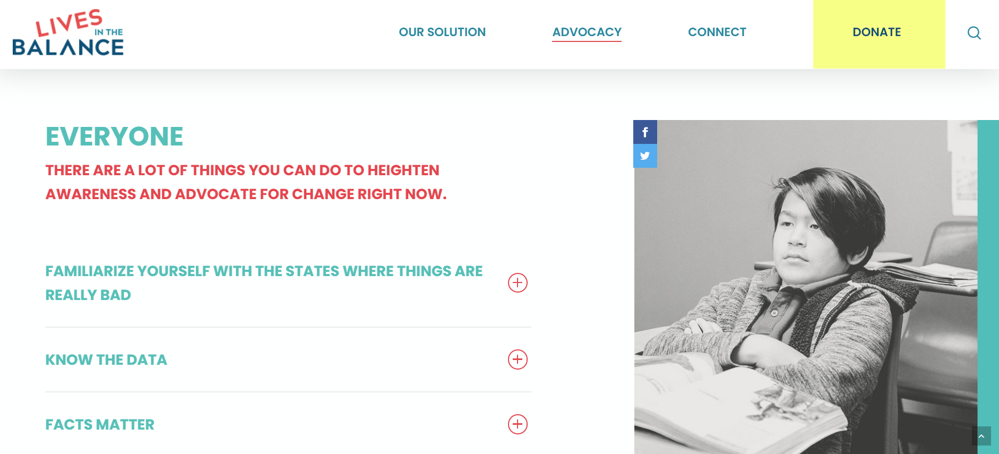 LIVES
IN THE
BALANCE
OUR SOLUTION
ADVOCACY
CONNECT
DONATE
EVERYONE
THERE ARE A LOT OF THINGS YOU CAN DO TO HEIGHTEN
AWARENESS AND ADVOCATE FOR CHANGE RIGHT NOW.
FAMILIARIZE YOURSELF WITH THE STATES WHERE THINGS ARE
REALLY BAD
KNOW THE DATA
FACTS MATTER